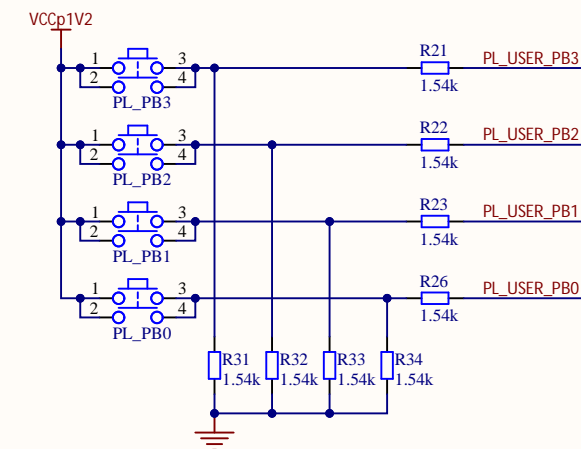 VCCp1V2
1 3 R21 PL_USER_PB3
2 4
PL_PB3 1.54k
1 3 R22 PL_USER_PB2
2 4
PL_PB2 1.54k
1 3 R23 PL_USER_PB1
2 4
PL_PB1 1.54k
1 3 R26 PL_USER_PB0
2 4
PL_PB0 1.54k
R31 R32 R33 R34
1.54k 1.54k 1.54k 1.54k